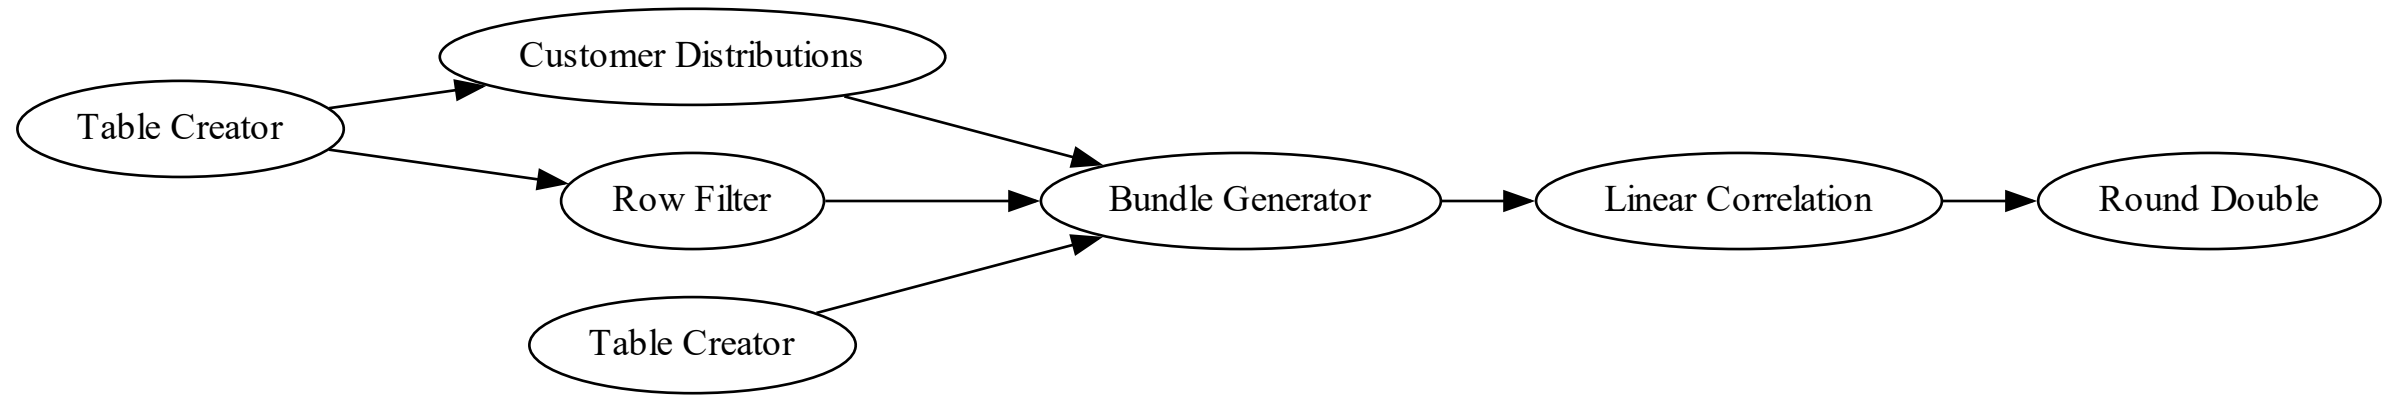 Customer Distributions
Table Creator
Row Filter
Bundle Generator
Linear Correlation
Round Double
Table Creator